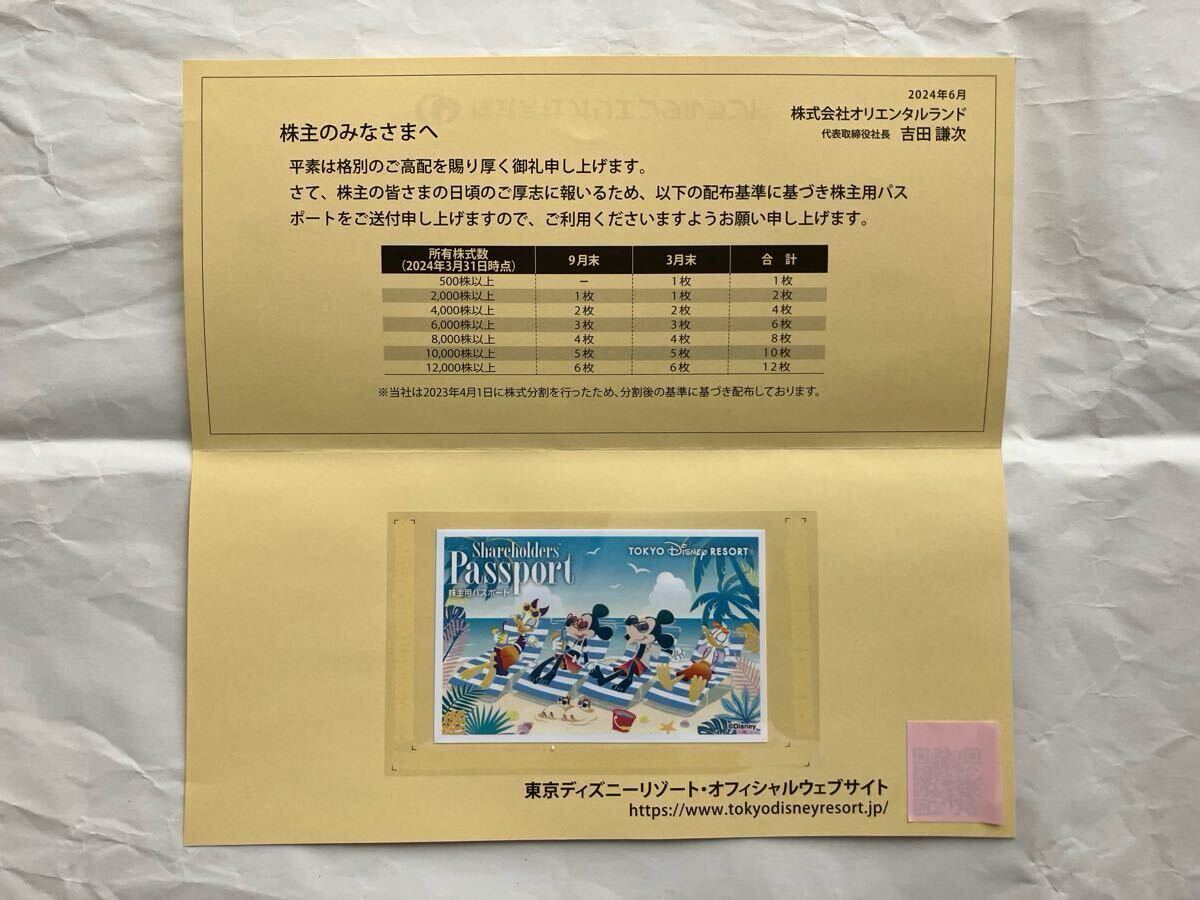 2024年6月
株式会社オリエンタルランド
代表取締役社長 吉田 謙次
株主のみなさまへ
平素は格別のご高配を賜り厚く御礼申し上げます。
さて、株主の皆さまの日頃のご厚志に報いるため、以下の配布基準に基づき株主用パス
ポートをご送付申し上げますので、ご利用くださいますようお願い申し上げます。
所有株式数
(2024年3月31日時点) 9月末 3月末 合 計
500株以上 － 1枚 1枚
2,000株以上 1枚 1枚 2枚
4,000株以上 2枚 2枚 4枚
6,000株以上 3枚 3枚 6枚
8,000株以上 4枚 4枚 8枚
10,000株以上 5枚 5枚 10枚
12,000株以上 6枚 6枚 12枚
※当社は2023年4月1日に株式分割を行ったため、分割後の基準に基づき配布しております。
Shareholders'
Passport
株主用パスポート
TOKYO Disney RESORT®
©Disney
東京ディズニーリゾート・オフィシャルウェブサイト
https://www.tokyodisneyresort.jp/